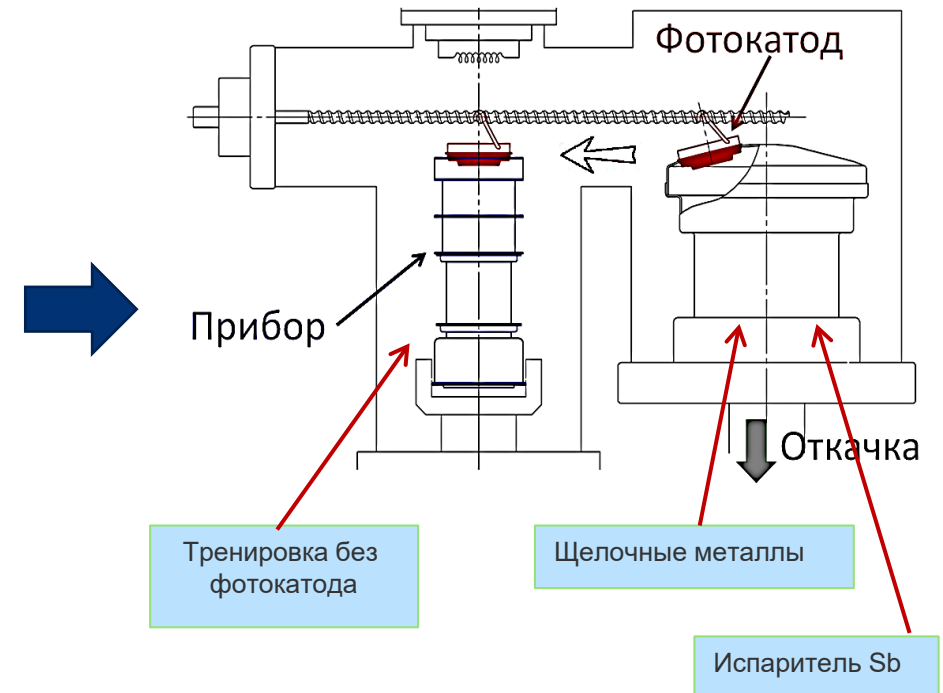 Фотокатод
Прибор
Откачка
Тренировка без
фотокатода
Щелочные металлы
Испаритель Sb